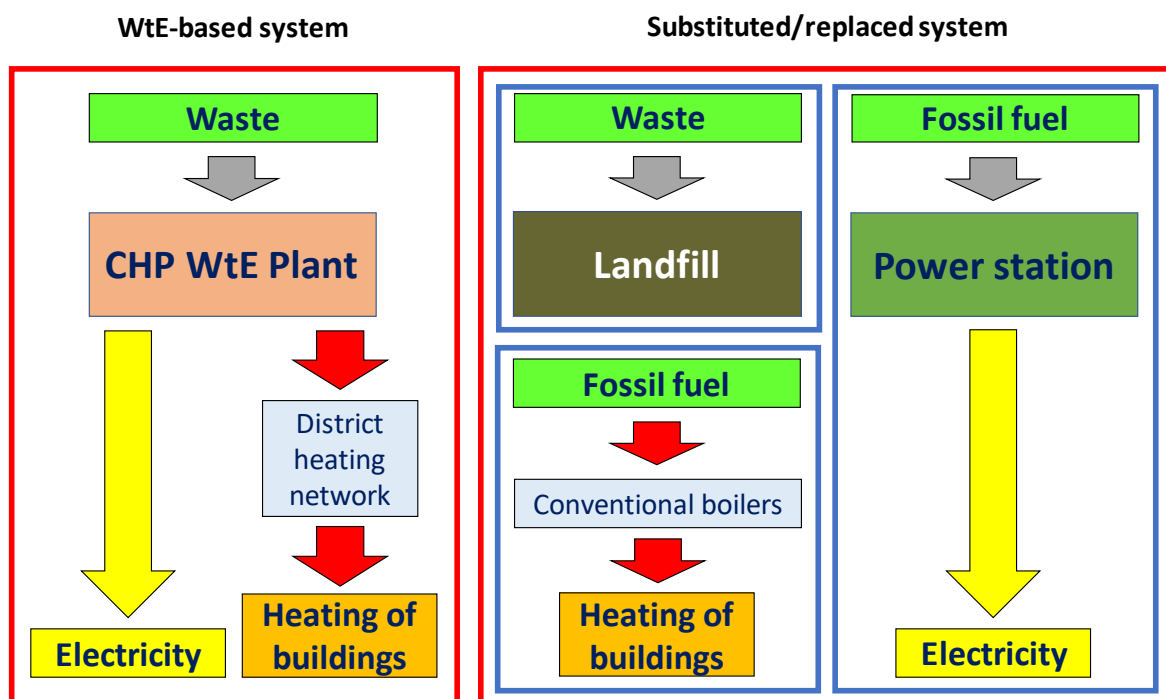 WtE-based system
Substituted/replaced system
Waste
CHP WtE Plant
District
heating
network
Electricity
Heating of
buildings
Waste
Landfill
Fossil fuel
Conventional boilers
Heating of
buildings
Fossil fuel
Power station
Electricity